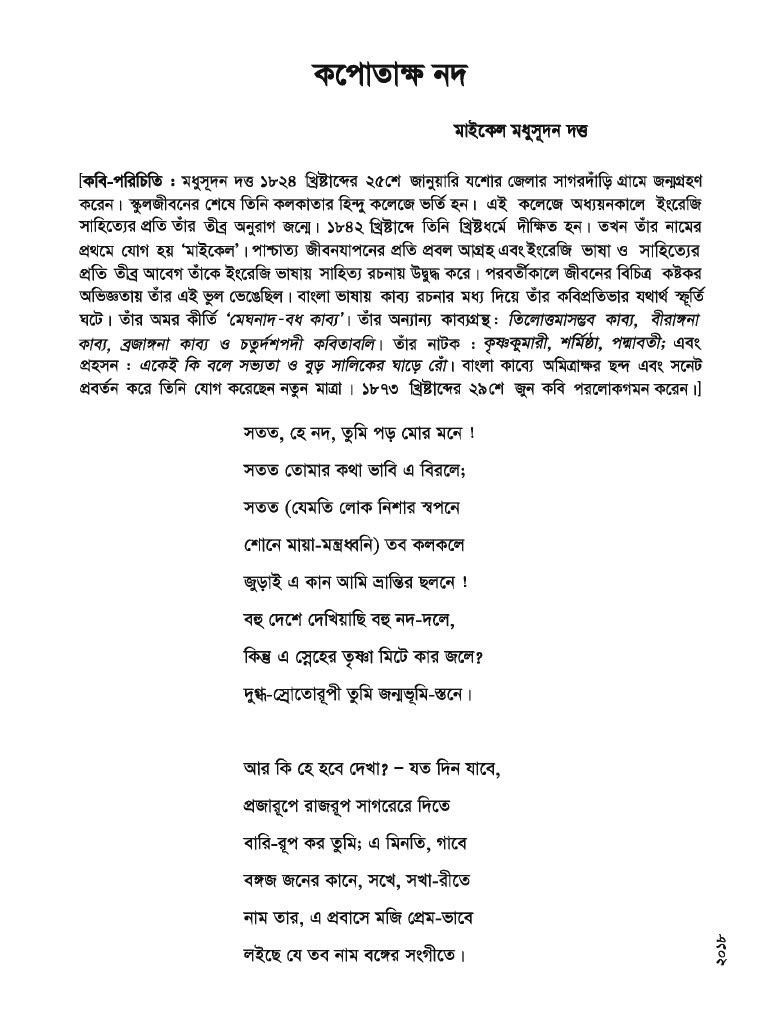 কপোতাক্ষ নদ
মাইকেল মধুসূদন দত্ত
[কবি-পরিচিতি : মধুসূদন দত্ত ১৮২৪ খ্রিষ্টাব্দের ২৫শে জানুয়ারি যশোর জেলার সাগরদাঁড়ি গ্রামে জন্মগ্রহণ
করেন। স্কুলজীবনের শেষে তিনি কলকাতার হিন্দু কলেজে ভর্তি হন। এই কলেজে অধ্যয়নকালে ইংরেজি
সাহিত্যের প্রতি তাঁর তীব্র অনুরাগ জন্মে। ১৮৪২ খ্রিষ্টাব্দে তিনি খ্রিষ্টধর্মে দীক্ষিত হন। তখন তাঁর নামের
প্রথমে যোগ হয় ‘মাইকেল’। পাশ্চাত্য জীবনযাপনের প্রতি প্রবল আগ্রহ এবং ইংরেজি ভাষা ও সাহিত্যের
প্রতি তীব্র আবেগ তাঁকে ইংরেজি ভাষায় সাহিত্য রচনায় উদ্বুদ্ধ করে। পরবর্তীকালে জীবনের বিচিত্র কষ্টকর
অভিজ্ঞতায় তাঁর এই ভুল ভেঙেছিল। বাংলা ভাষায় কাব্য রচনার মধ্য দিয়ে তাঁর কবিপ্রতিভার যথার্থ স্ফূর্তি
ঘটে। তাঁর অমর কীর্তি ‘মেঘনাদ-বধ কাব্য’। তাঁর অন্যান্য কাব্যগ্রন্থ: তিলোত্তমাসম্ভব কাব্য, বীরাঙ্গনা
কাব্য, ব্রজাঙ্গনা কাব্য ও চতুর্দশপদী কবিতাবলি। তাঁর নাটক : কৃষ্ণকুমারী, শর্মিষ্ঠা, পদ্মাবতী; এবং
প্রহসন : একেই কি বলে সভ্যতা ও বুড় সালিকের ঘাড়ে রোঁ। বাংলা কাব্যে অমিত্রাক্ষর ছন্দ এবং সনেট
প্রবর্তন করে তিনি যোগ করেছেন নতুন মাত্রা । ১৮৭৩ খ্রিষ্টাব্দের ২৯শে জুন কবি পরলোকগমন করেন।]
সতত, হে নদ, তুমি পড় মোর মনে !
সতত তোমার কথা ভাবি এ বিরলে;
সতত (যেমতি লোক নিশার স্বপনে
শোনে মায়া-মন্ত্রধ্বনি) তব কলকলে
জুড়াই এ কান আমি ভ্রান্তির ছলনে !
বহু দেশে দেখিয়াছি বহু নদ-দলে,
কিন্তু এ স্নেহের তৃষ্ণা মিটে কার জলে?
দুগ্ধ-স্রোতোরূপী তুমি জন্মভূমি-স্তনে।
আর কি হে হবে দেখা? – যত দিন যাবে,
প্রজারূপে রাজরূপ সাগরেরে দিতে
বারি-রূপ কর তুমি; এ মিনতি, গাবে
বঙ্গজ জনের কানে, সখে, সখা-রীতে
নাম তার, এ প্রবাসে মজি প্রেম-ভাবে
লইছে যে তব নাম বঙ্গের সংগীতে।
২০১৮